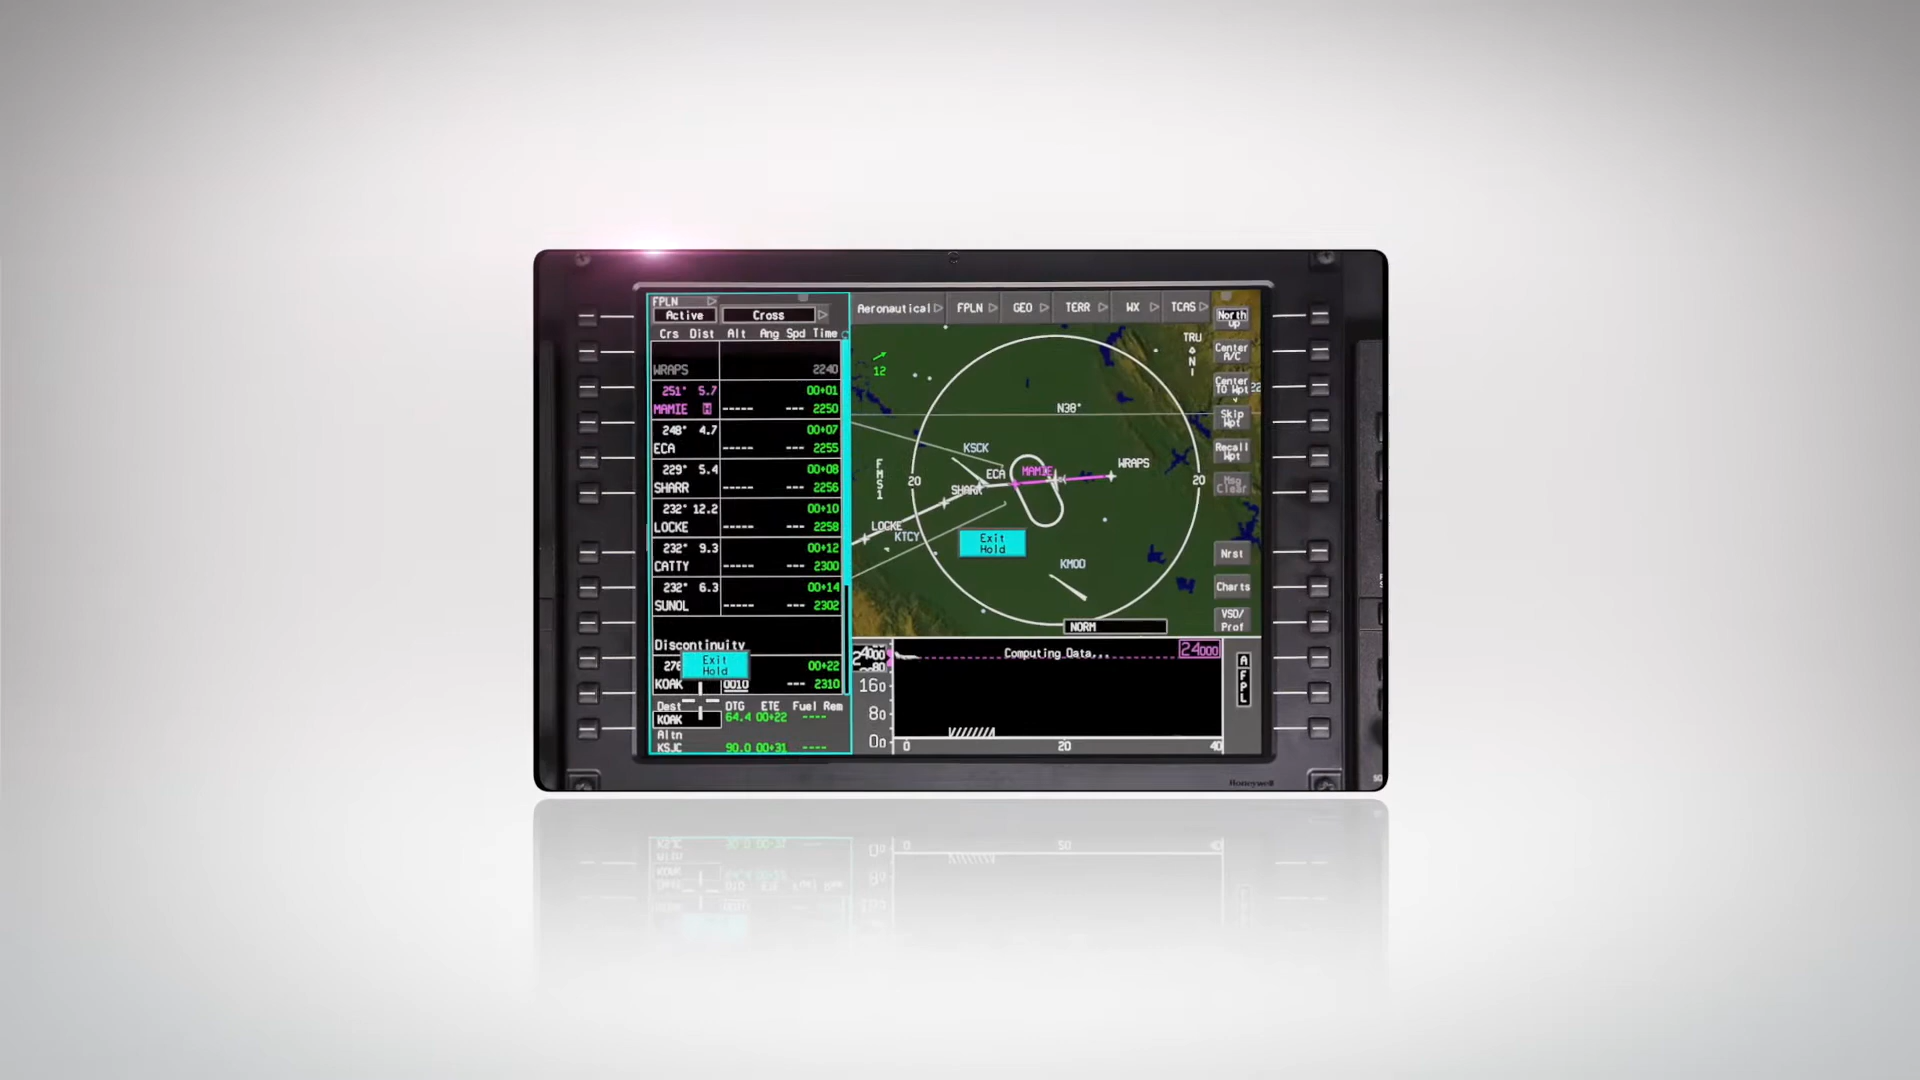 FPLN
Active Cross
Crs Dist Alt Ang Spd Time
WRAPS 2240
251° 5.7 00+01
MAMIE H ----- --- 2250
248° 4.7 00+07
ECA ----- --- 2255
229° 5.4 00+08
SHARR ----- --- 2256
232° 12.2 00+10
LOCKE ----- --- 2258
232° 9.3 00+12
CATTY ----- --- 2300
232° 6.3 00+14
SUNOL ----- --- 2302
Discontinuity
00+22
Exit
Hold
KOAK 0010 --- 2310
Dest DTG ETE Fuel Rem
KOAK 64.4 00+22 ----
Altn
KSJC 90.0 00+31 ----
Aeronautical FPLN GEO TERR WX TCAS
12
TRU
N
N38°
KSCK
WRAPS
MAMIE
ECA
SHARR
20
20
FMS1
LOCKE
KTCY
Exit
Hold
KMOD
NORM
North
Up
Center
A/C
Center
TO Wpt
Skip
Wpt
Recall
Wpt
Msg
Clear
Nrst
Charts
VSD/
Prof
Computing Data...
24000
160
80
00
0 20 40
AFPL
Honeywell